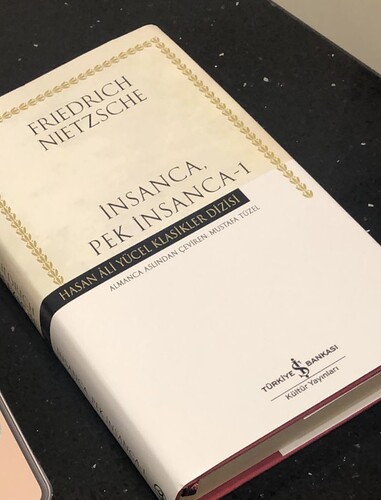 FRIEDRICH
NIETZSCHE
İNSANCA,
PEK İNSANCA-1
HASAN ÂLİ YÜCEL KLASİKLER DİZİSİ
ALMANCA ASLINDAN ÇEVİREN: MUSTAFA TÜZEL
TÜRKİYE İŞ BANKASI
Kültür Yayınları